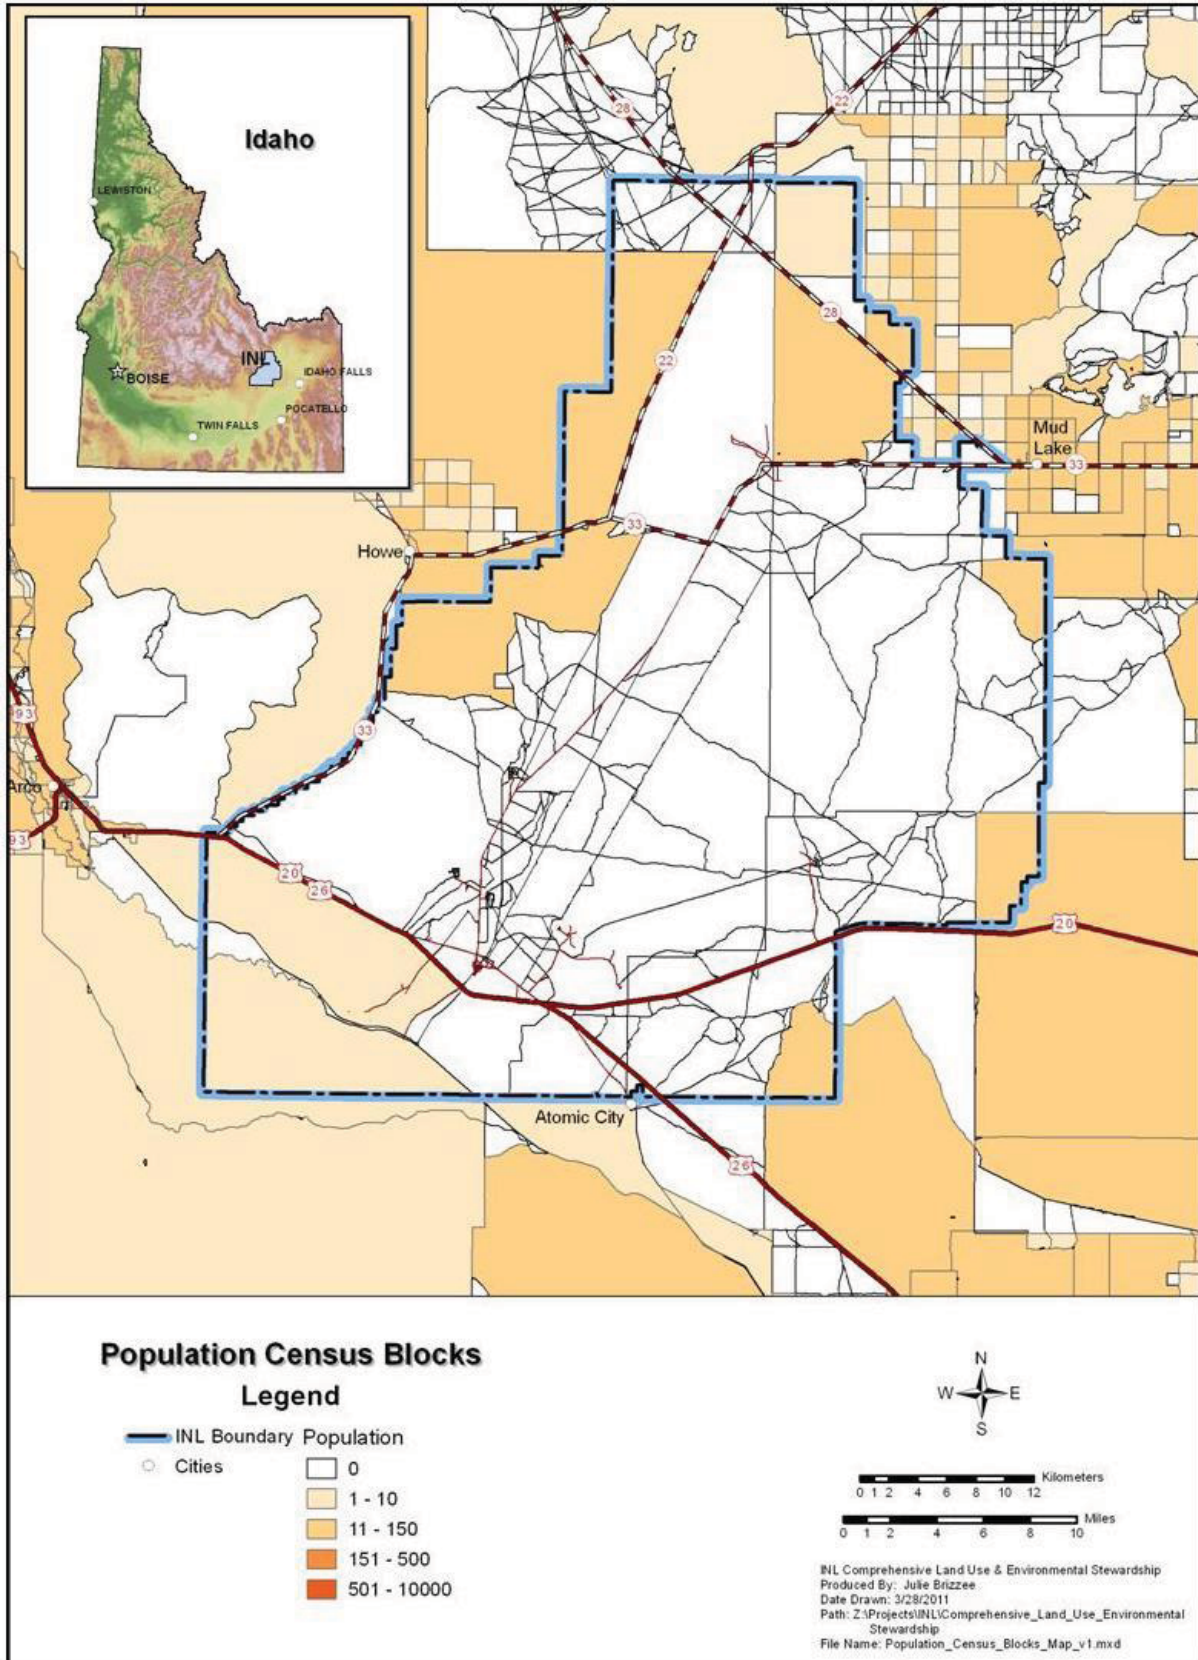 Idaho
LEWISTON
INL
BOISE
IDAHO FALLS
POCATELLO
TWIN FALLS
28
22
28
22
Mud
Lake
33
33
Howe
33
93
Arco
93
20
26
20
Atomic City
26
Population Census Blocks
Legend
INL Boundary Population
Cities
0
1 - 10
11 - 150
151 - 500
501 - 10000
N
W E
S
Kilometers
0 1 2 4 6 8 10 12
Miles
0 1 2 4 6 8 10
INL Comprehensive Land Use & Environmental Stewardship
Produced By: Julie Brizzee
Date Drawn: 3/28/2011
Path: Z:\Projects\INL\Comprehensive_Land_Use_Environmental
Stewardship
File Name: Population_Census_Blocks_Map_v1.mxd